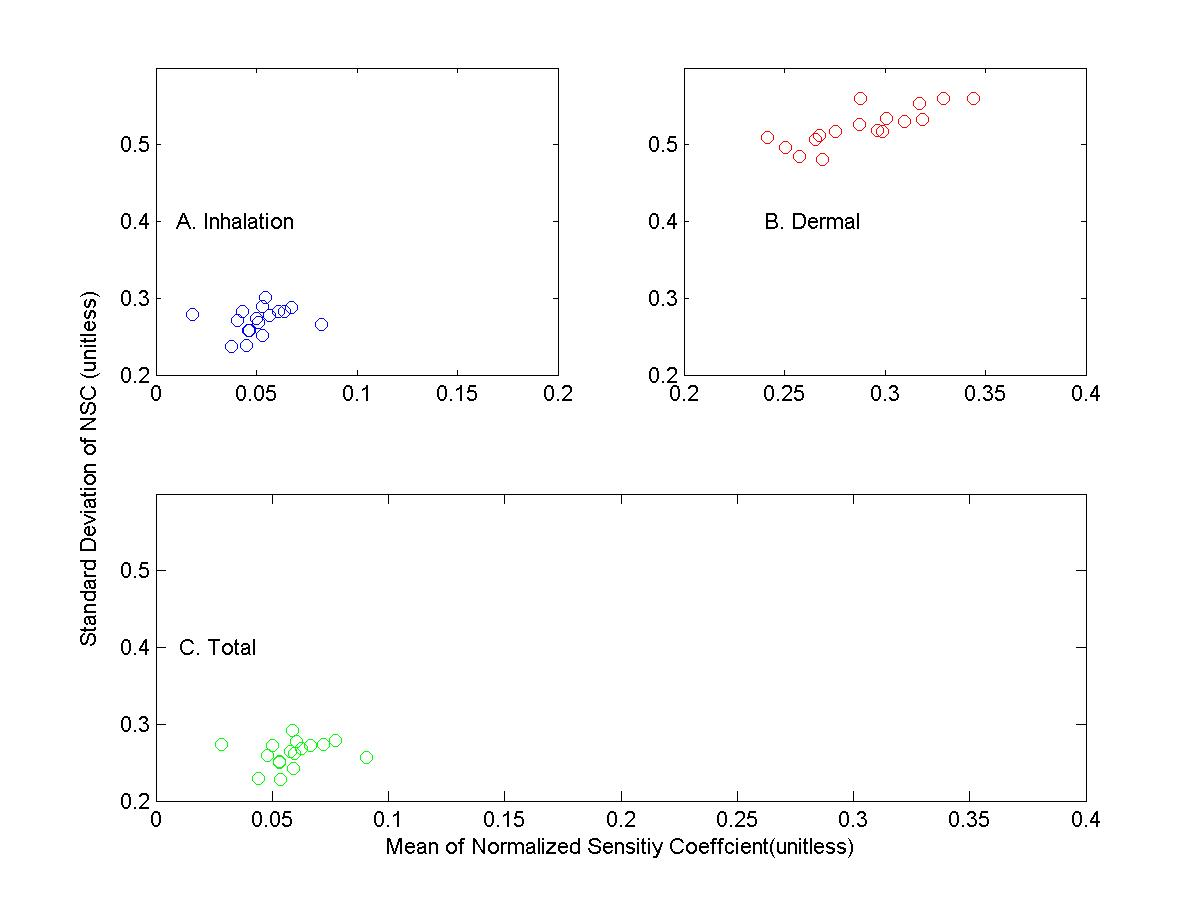 0.5
0.4
0.3
0.2
A. Inhalation
0 0.05 0.1 0.15 0.2
0.5
0.4
0.3
0.2
B. Dermal
0.2 0.25 0.3 0.35 0.4
Standard Deviation of NSC (unitless)
0.5
0.4
0.3
0.2
C. Total
0 0.05 0.1 0.15 0.2 0.25 0.3 0.35 0.4
Mean of Normalized Sensitiy Coeffcient(unitless)